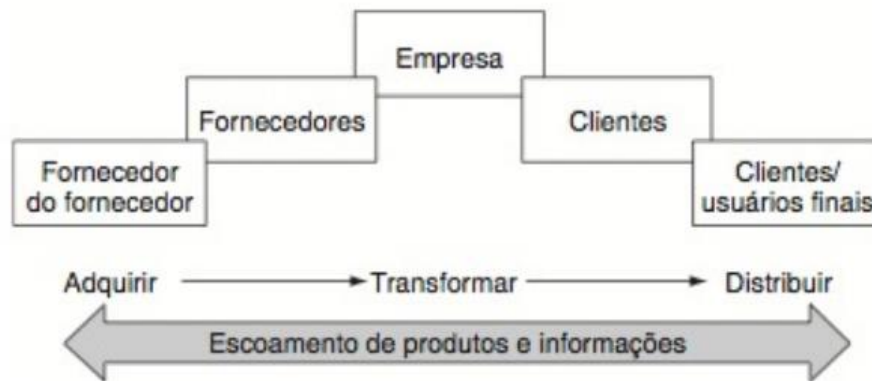 Empresa
Fornecedores
Clientes
Fornecedor
do fornecedor
Clientes/
usuários finais
Adquirir
Transformar
Distribuir
Escoamento de produtos e informações